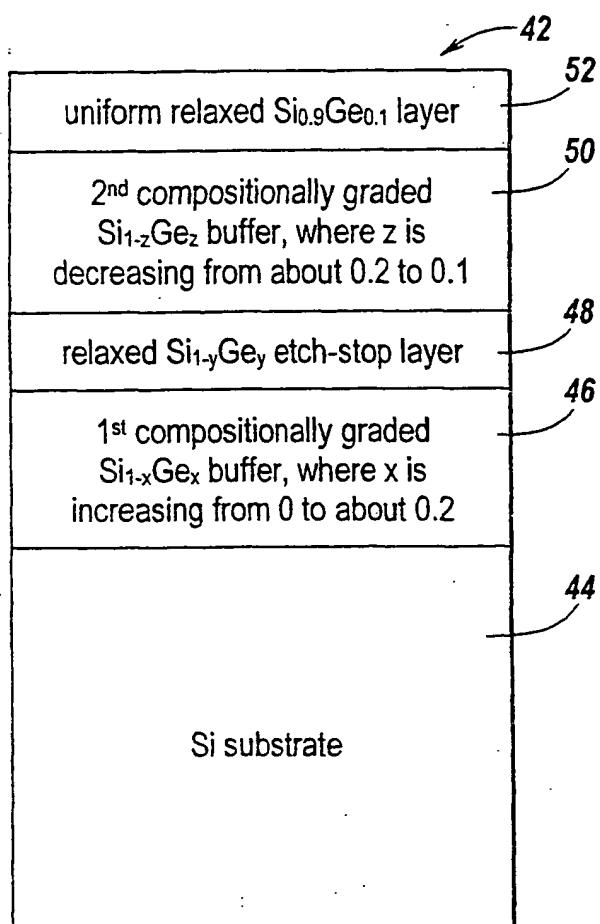 42
52
uniform relaxed Si0.9Ge0.1 layer
50
2nd compositionally graded
Si1-zGez buffer, where z is
decreasing from about 0.2 to 0.1
48
relaxed Si1-yGey etch-stop layer
46
1st compositionally graded
Si1-xGex buffer, where x is
increasing from 0 to about 0.2
44
Si substrate